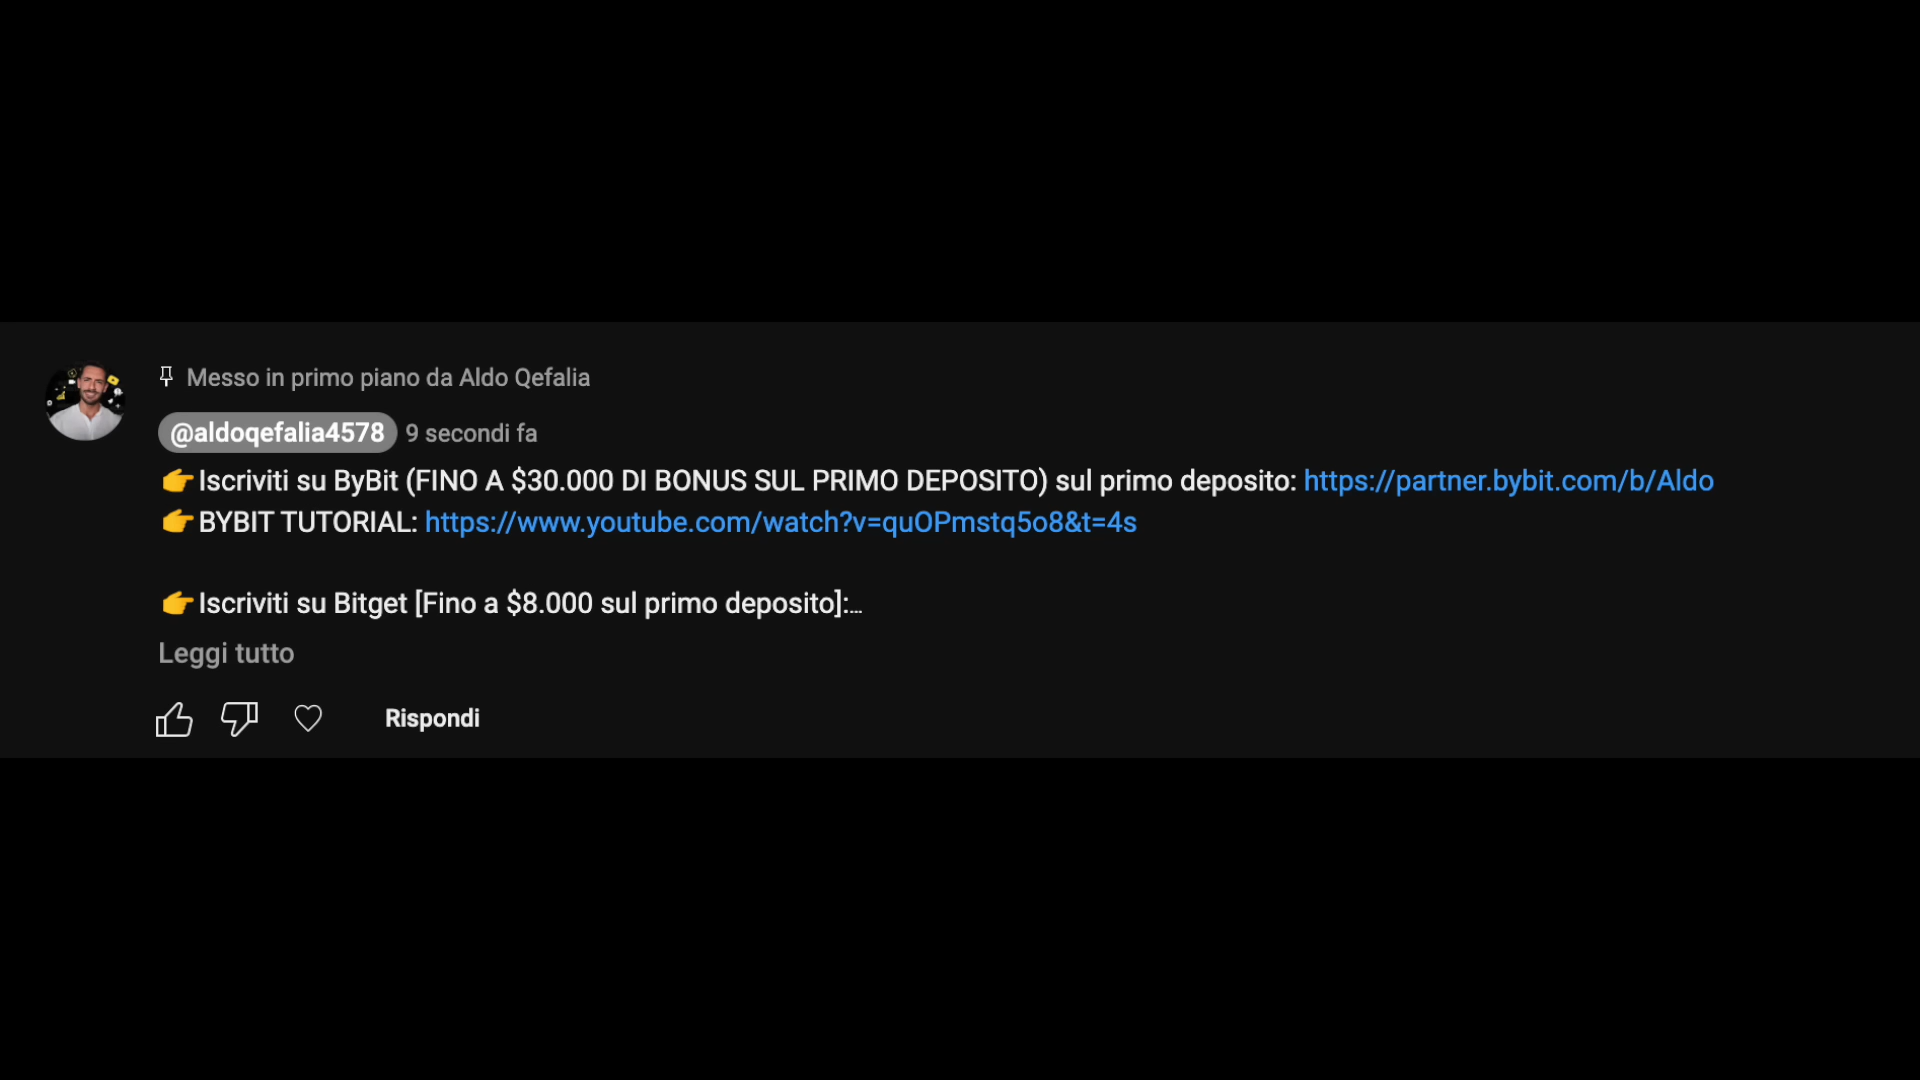 Messo in primo piano da Aldo Qefalia
@aldoqefalia4578 9 secondi fa
👉Iscriviti su ByBit (FINO A $30.000 DI BONUS SUL PRIMO DEPOSITO) sul primo deposito: https://partner.bybit.com/b/Aldo
👉BYBIT TUTORIAL: https://www.youtube.com/watch?v=quOPmstq5o8&t=4s
👉Iscriviti su Bitget [Fino a $8.000 sul primo deposito]:...
Leggi tutto
Rispondi